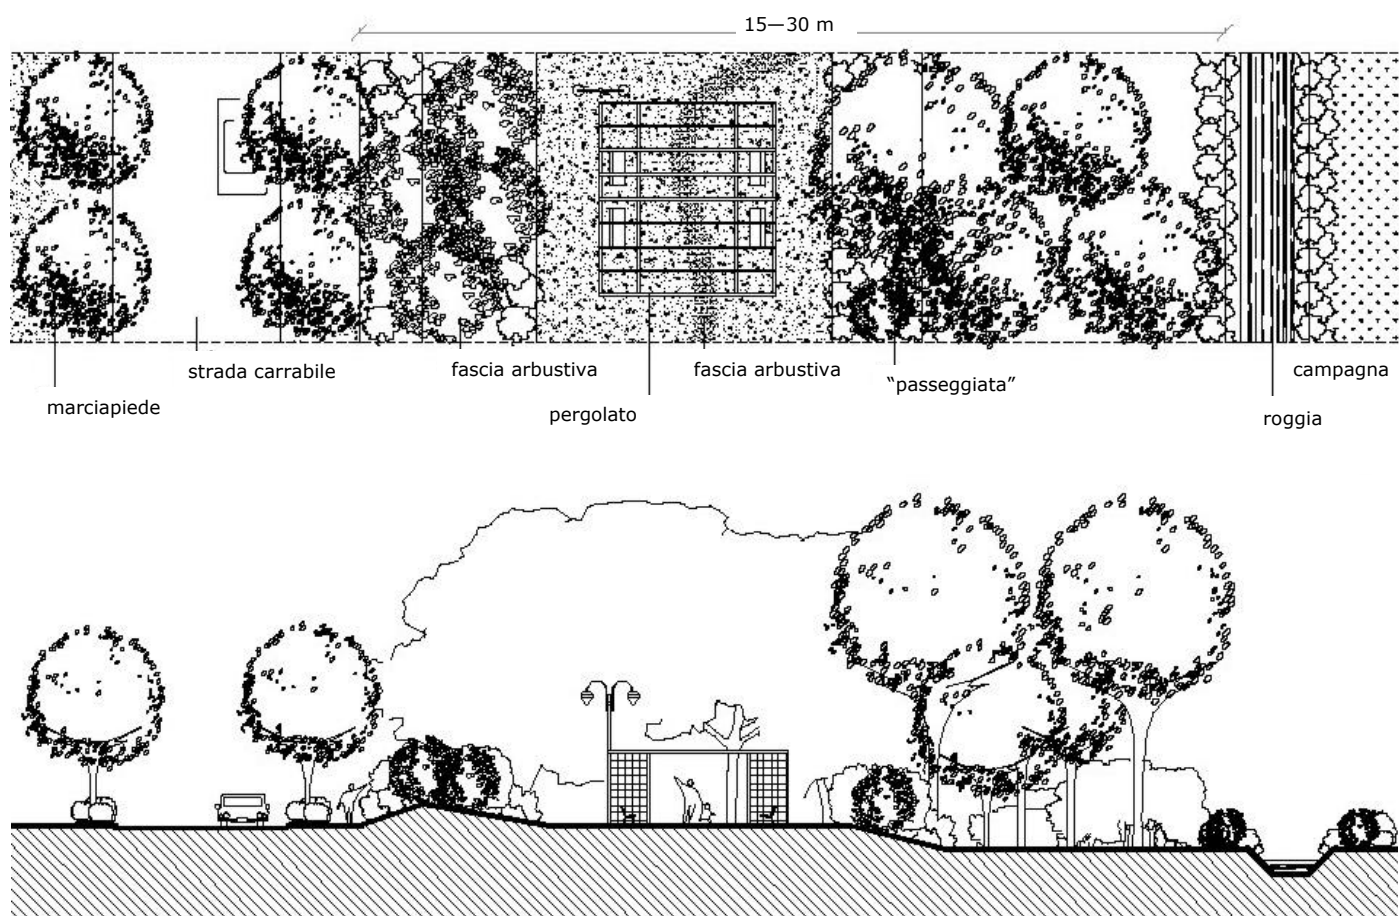 15—30 m
strada carrabile
fascia arbustiva
fascia arbustiva
“passeggiata”
campagna
marciapiede
pergolato
roggia